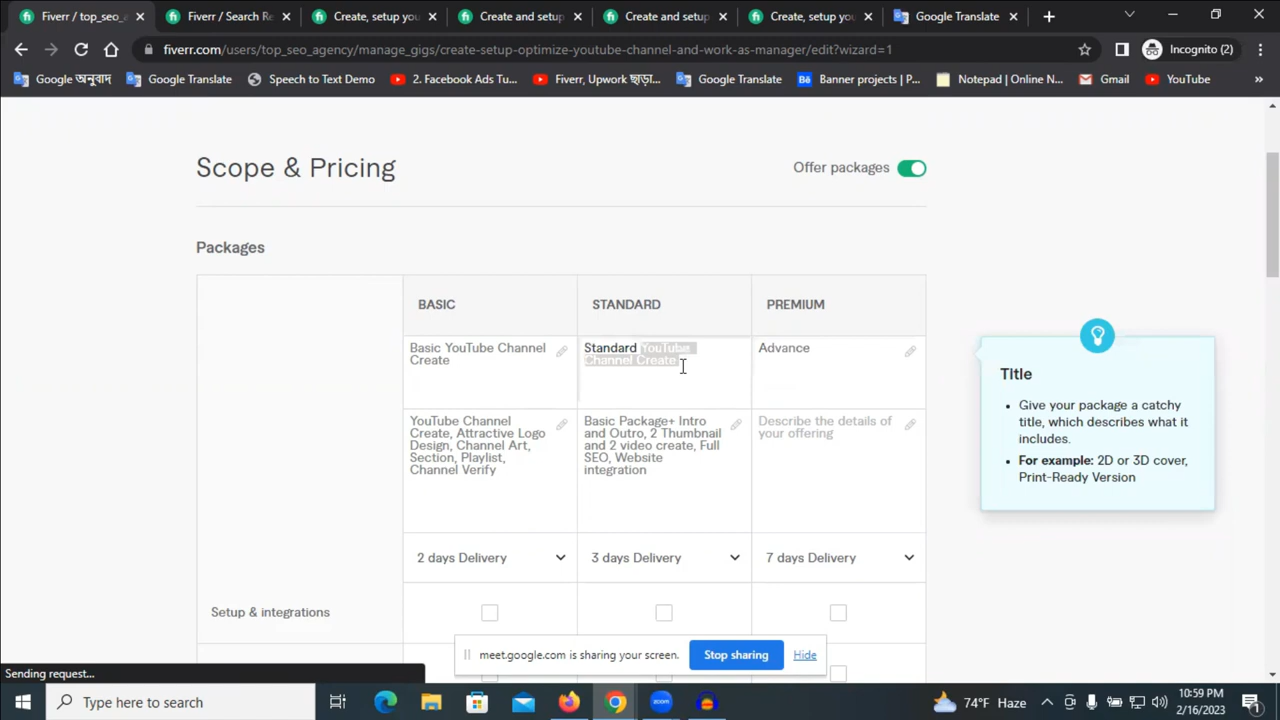 Fiverr / top_seo_a
Fiverr / Search Re
Create, setup you
Create and setup
Create and setup
Create, setup you
Google Translate
fiverr.com/users/top_seo_agency/manage_gigs/create-setup-optimize-youtube-channel-and-work-as-manager/edit?wizard=1
Incognito (2)
Google অনুবাদ
Google Translate
Speech to Text Demo
2. Facebook Ads Tu...
Fiverr, Upwork ছাড়া...
Google Translate
Banner projects | P...
Notepad | Online N...
Gmail
YouTube
Scope & Pricing
Offer packages
Packages
BASIC
STANDARD
PREMIUM
Basic YouTube Channel
Create
Standard YouTube
Channel Create
Advance
YouTube Channel
Create, Attractive Logo
Design, Channel Art,
Section, Playlist,
Channel Verify
Basic Package+ Intro
and Outro, 2 Thumbnail
and 2 video create, Full
SEO, Website
integration
Describe the details of
your offering
2 days Delivery
3 days Delivery
7 days Delivery
Setup & integrations
Title
Give your package a catchy
title, which describes what it
includes.
For example: 2D or 3D cover,
Print-Ready Version
meet.google.com is sharing your screen.
Stop sharing
Hide
Sending request...
Type here to search
zoom
74°F Haze
10:59 PM
2/16/2023
1